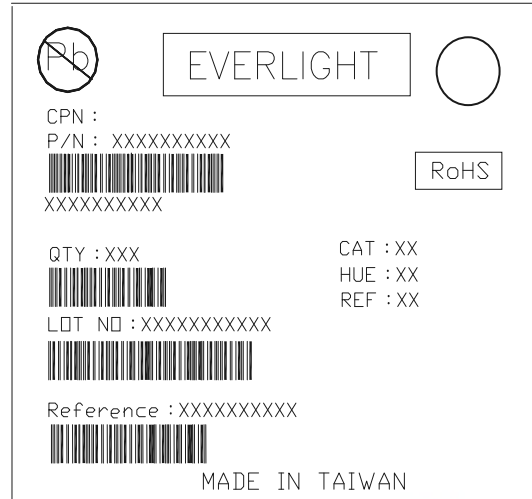 Pb
EVERLIGHT
CPN :
P/N : XXXXXXXXXX
RoHS
XXXXXXXXXX
QTY : XXX
CAT : XX
HUE : XX
REF : XX
LOT NO : XXXXXXXXXXX
Reference : XXXXXXXXXX
MADE IN TAIWAN